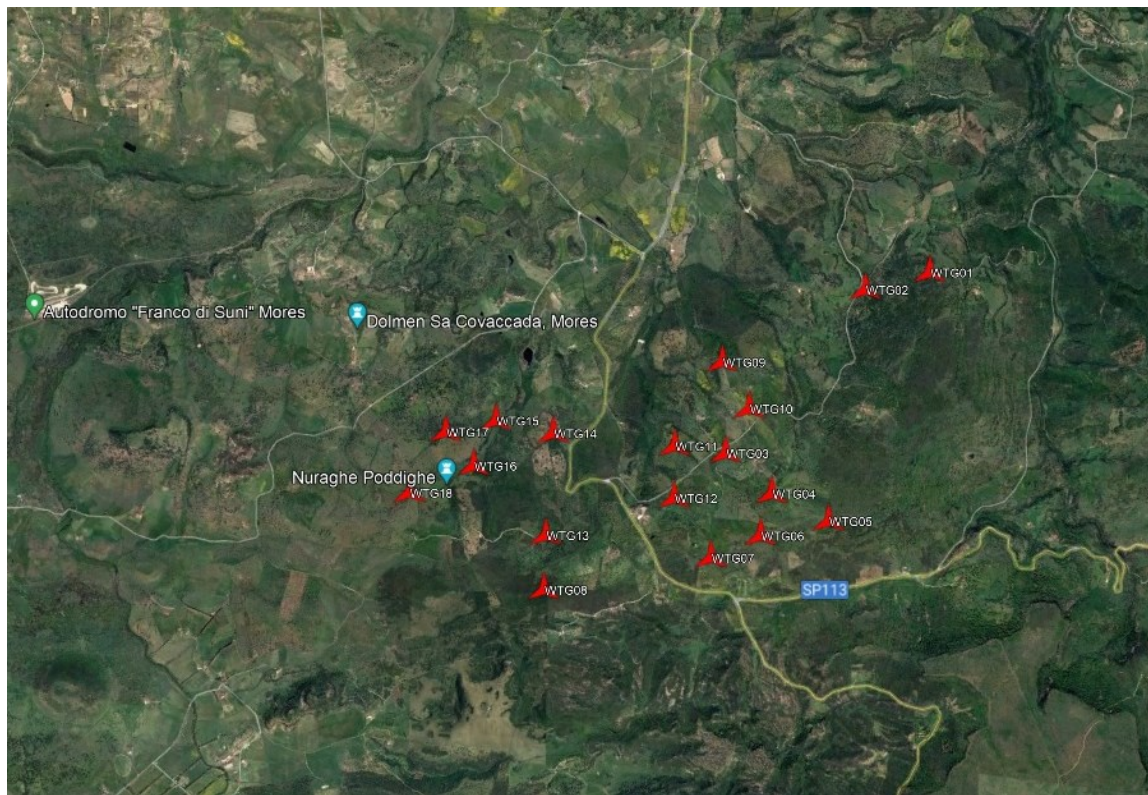 WTG01
WTG02
Autodromo "Franco di Suni" Mores
Dolmen Sa Covaccada, Mores
WTG09
WTG10
WTG15
WTG17
WTG14
WTG11
WTG03
WTG16
Nuraghe Poddighe
WTG18
WTG12
WTG04
WTG05
WTG13
WTG06
WTG07
WTG08
SP113